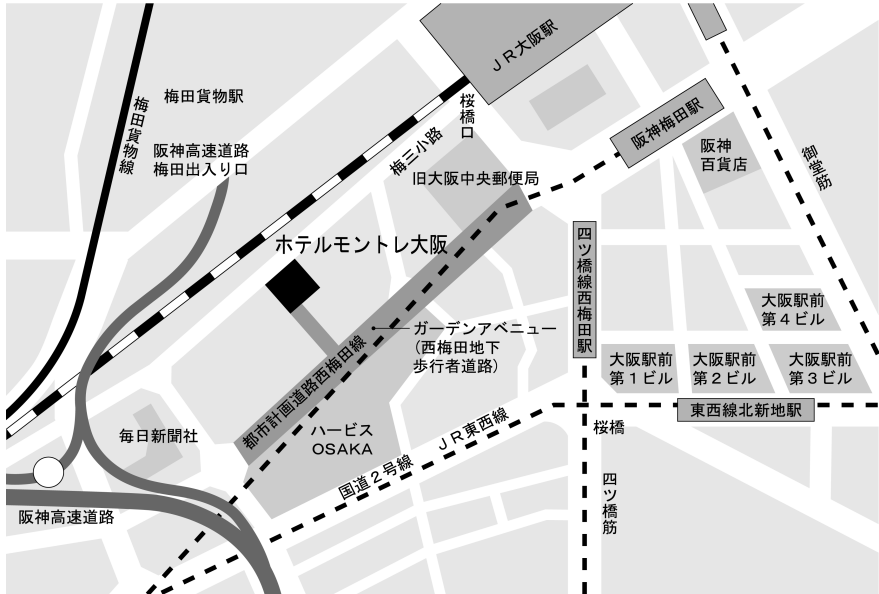 JR大阪駅
梅田貨物駅
梅田貨物線
阪神高速道路
梅田出入り口
桜橋口
梅三小路
旧大阪中央郵便局
阪神梅田駅
阪神
百貨店
御堂筋
ホテルモントレ大阪
四ツ橋線西梅田駅
大阪駅前
第4ビル
ガーデンアベニュー
(西梅田地下
歩行者道路)
都市計画道路西梅田線
大阪駅前
第1ビル
大阪駅前
第2ビル
大阪駅前
第3ビル
東西線北新地駅
毎日新聞社
ハービス
OSAKA
JR東西線
国道2号線
桜橋
四ツ橋筋
阪神高速道路